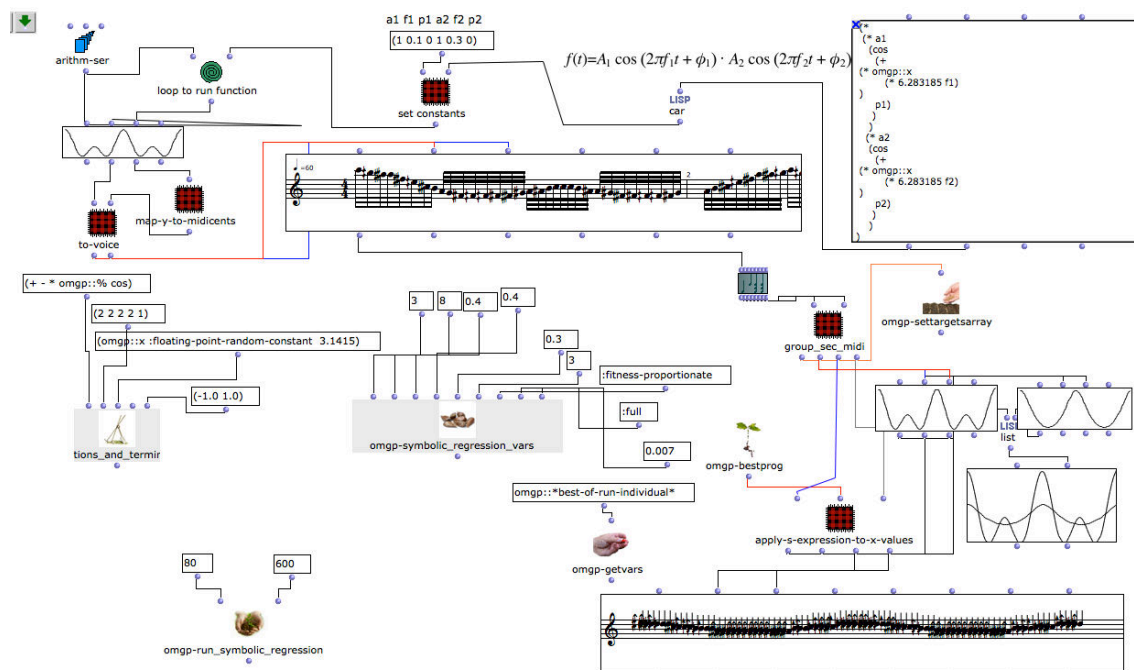 a1 f1 p1 a2 f2 p2
(1 0.1 0 1 0.3 0)
arithm-ser
loop to run function
set constants
f(t)=A₁ cos (2πf₁t + ϕ₁) · A₂ cos (2πf₂t + ϕ₂)
LISP
car
(*
(* a1
(cos
(+
(* omgp::x
(* 6.283185 f1)
)
p1)
)
)
(* a2
(cos
(+
(* omgp::x
(* 6.283185 f2)
)
p2)
)
)
)
=60
4
4
2
map-y-to-midicents
to-voice
(+ - * omgp::% cos)
(2 2 2 2 1)
(omgp::x :floating-point-random-constant 3.1415)
(-1.0 1.0)
tions_and_termir
3
8
0.4
0.4
0.3
3
:fitness-proportionate
:full
0.007
omgp-symbolic_regression_vars
omgp-settargetsarray
group_sec_midi
LISP
list
omgp-bestprog
omgp::*best-of-run-individual*
omgp-getvars
apply-s-expression-to-x-values
80
600
omgp-run_symbolic_regression